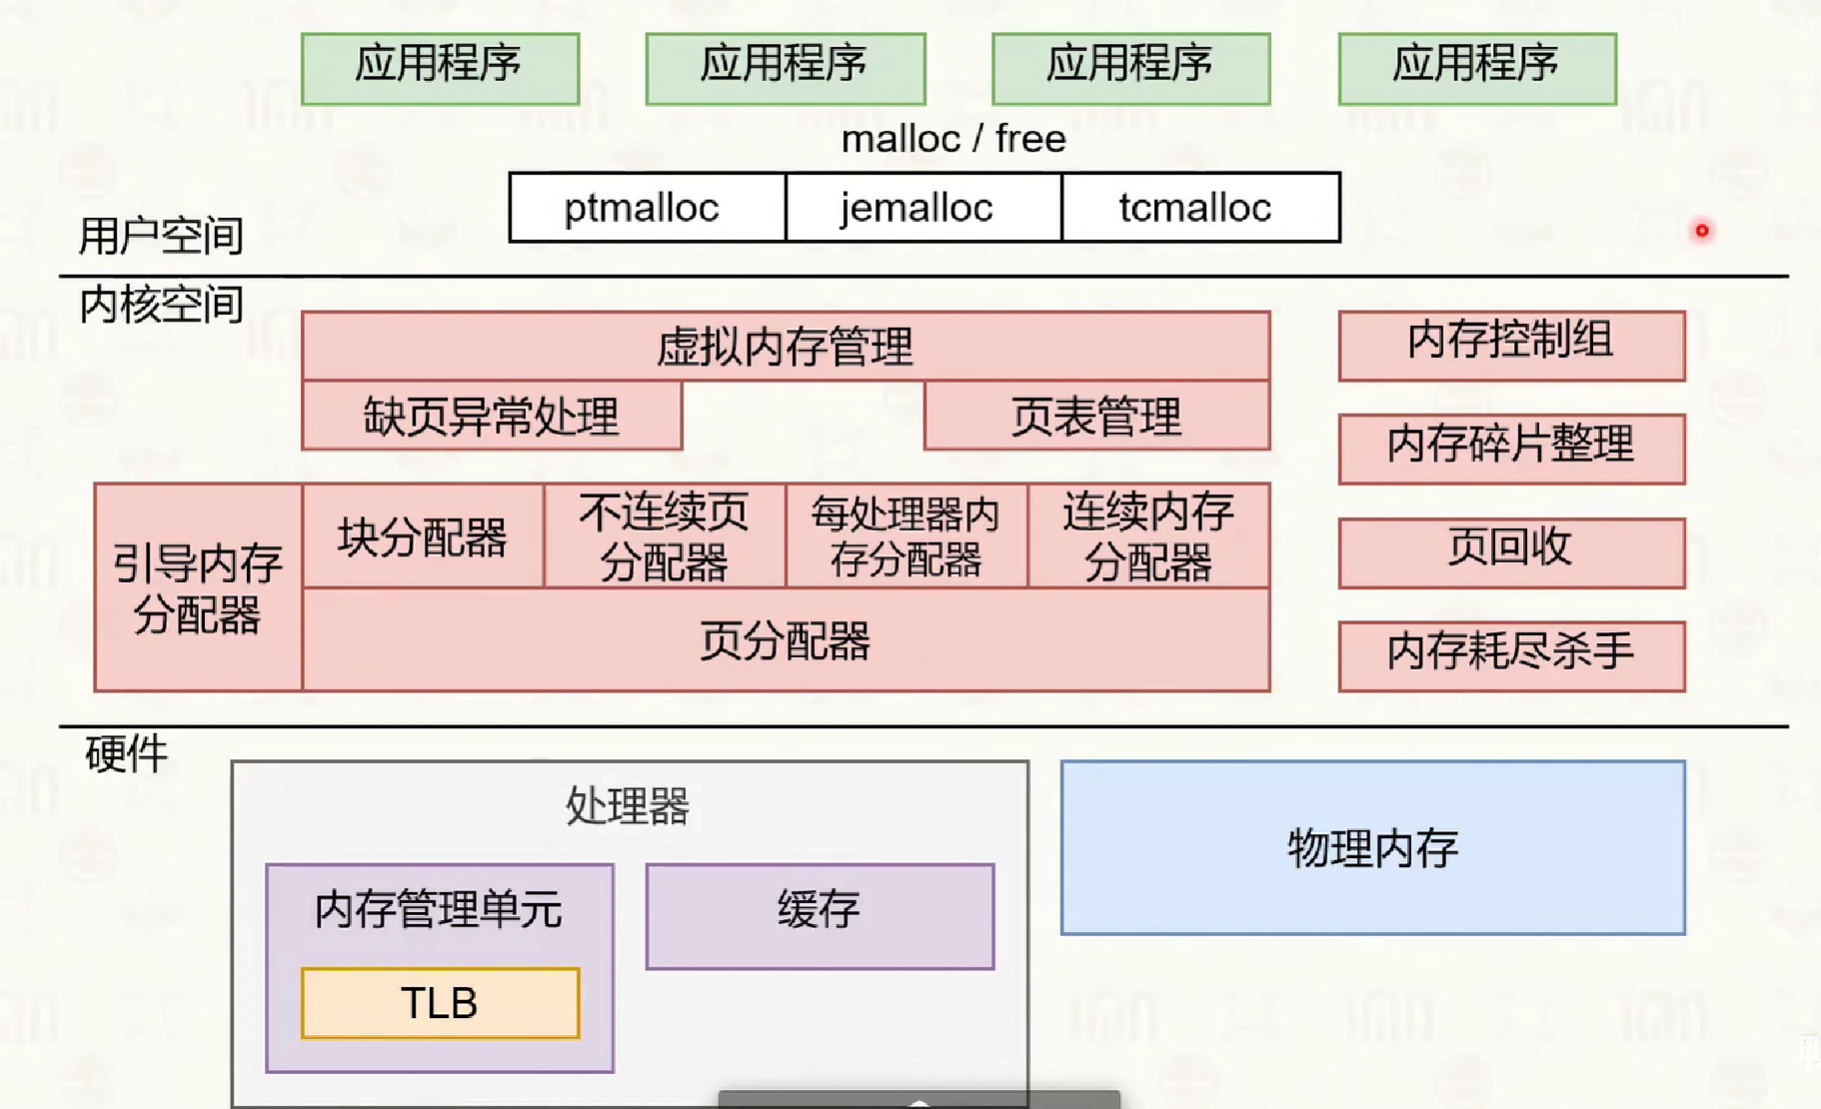 应用程序
应用程序
应用程序
应用程序
malloc / free
ptmalloc
jemalloc
tcmalloc
用户空间
内核空间
虚拟内存管理
缺页异常处理
页表管理
内存控制组
内存碎片整理
页回收
内存耗尽杀手
引导内存
分配器
块分配器
不连续页
分配器
每处理器内
存分配器
连续内存
分配器
页分配器
硬件
处理器
内存管理单元
TLB
缓存
物理内存